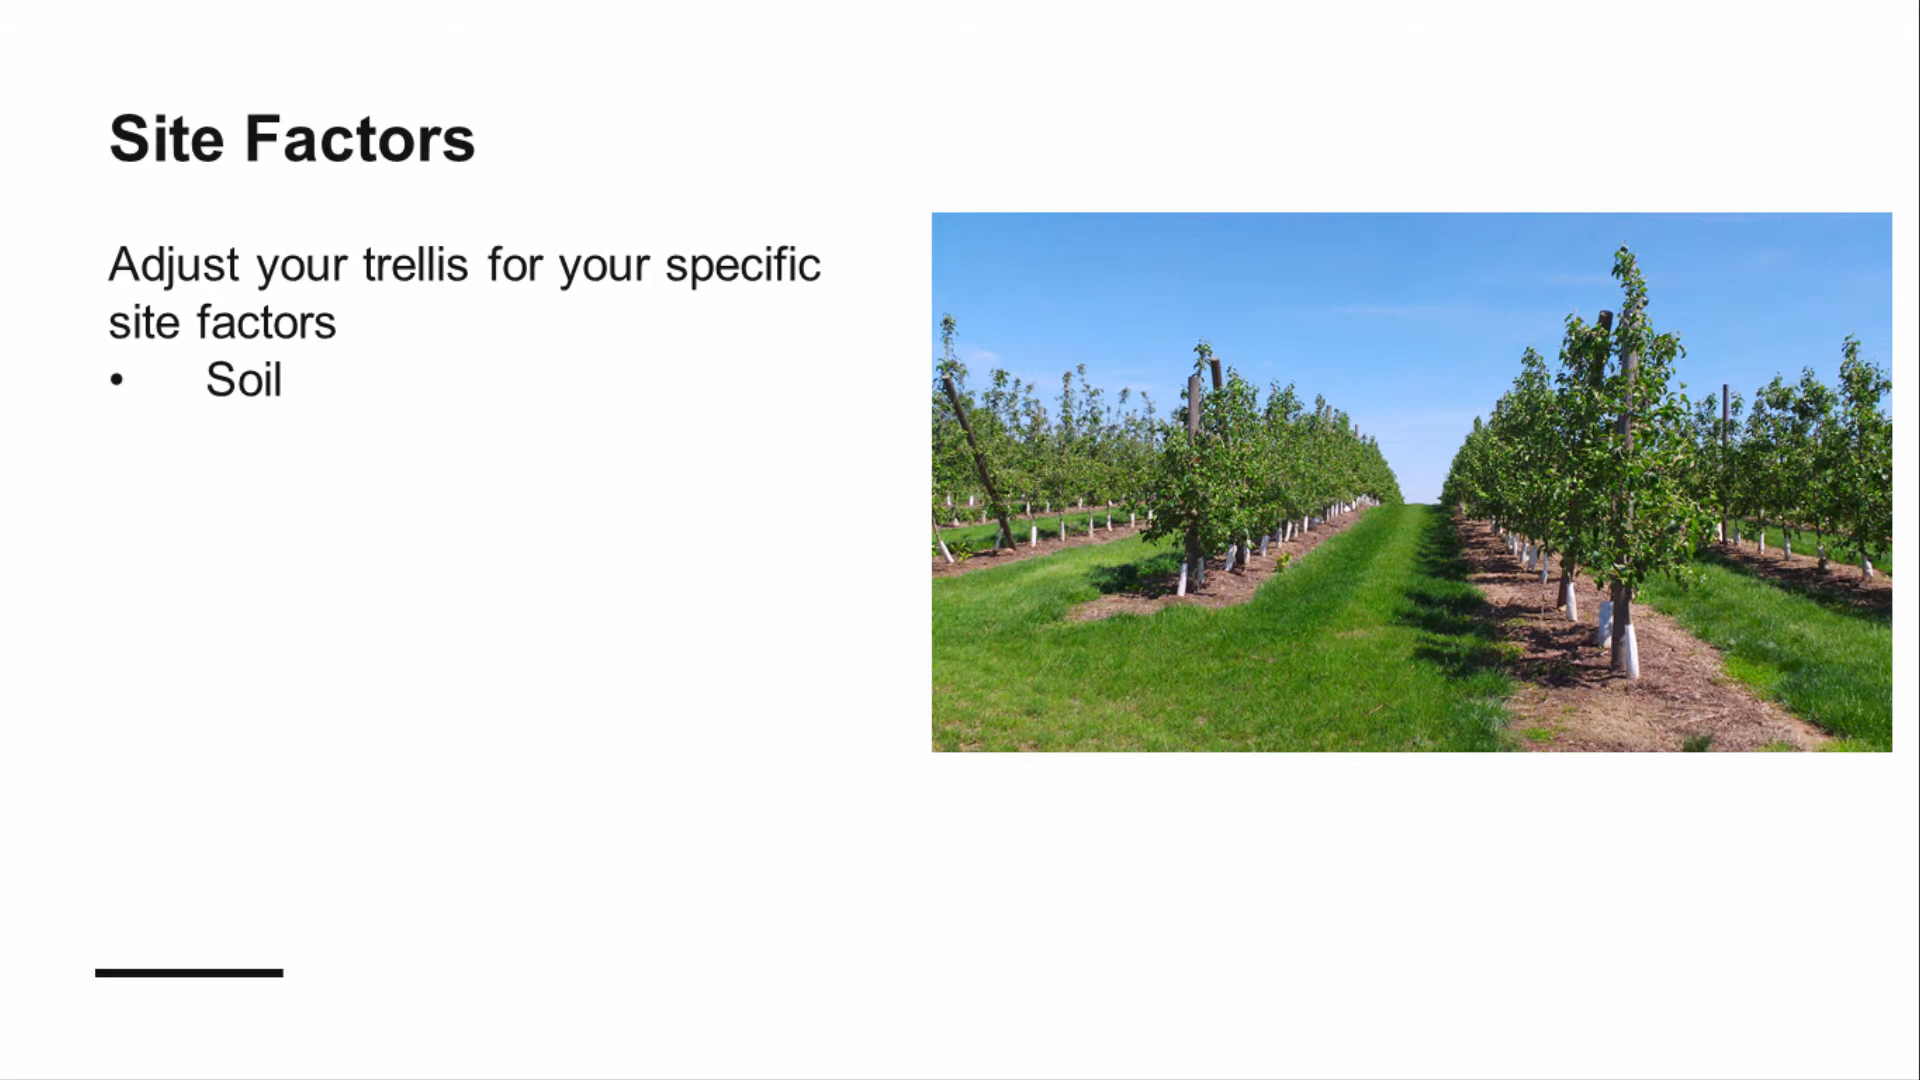 Site Factors
Adjust your trellis for your specific
site factors
• Soil